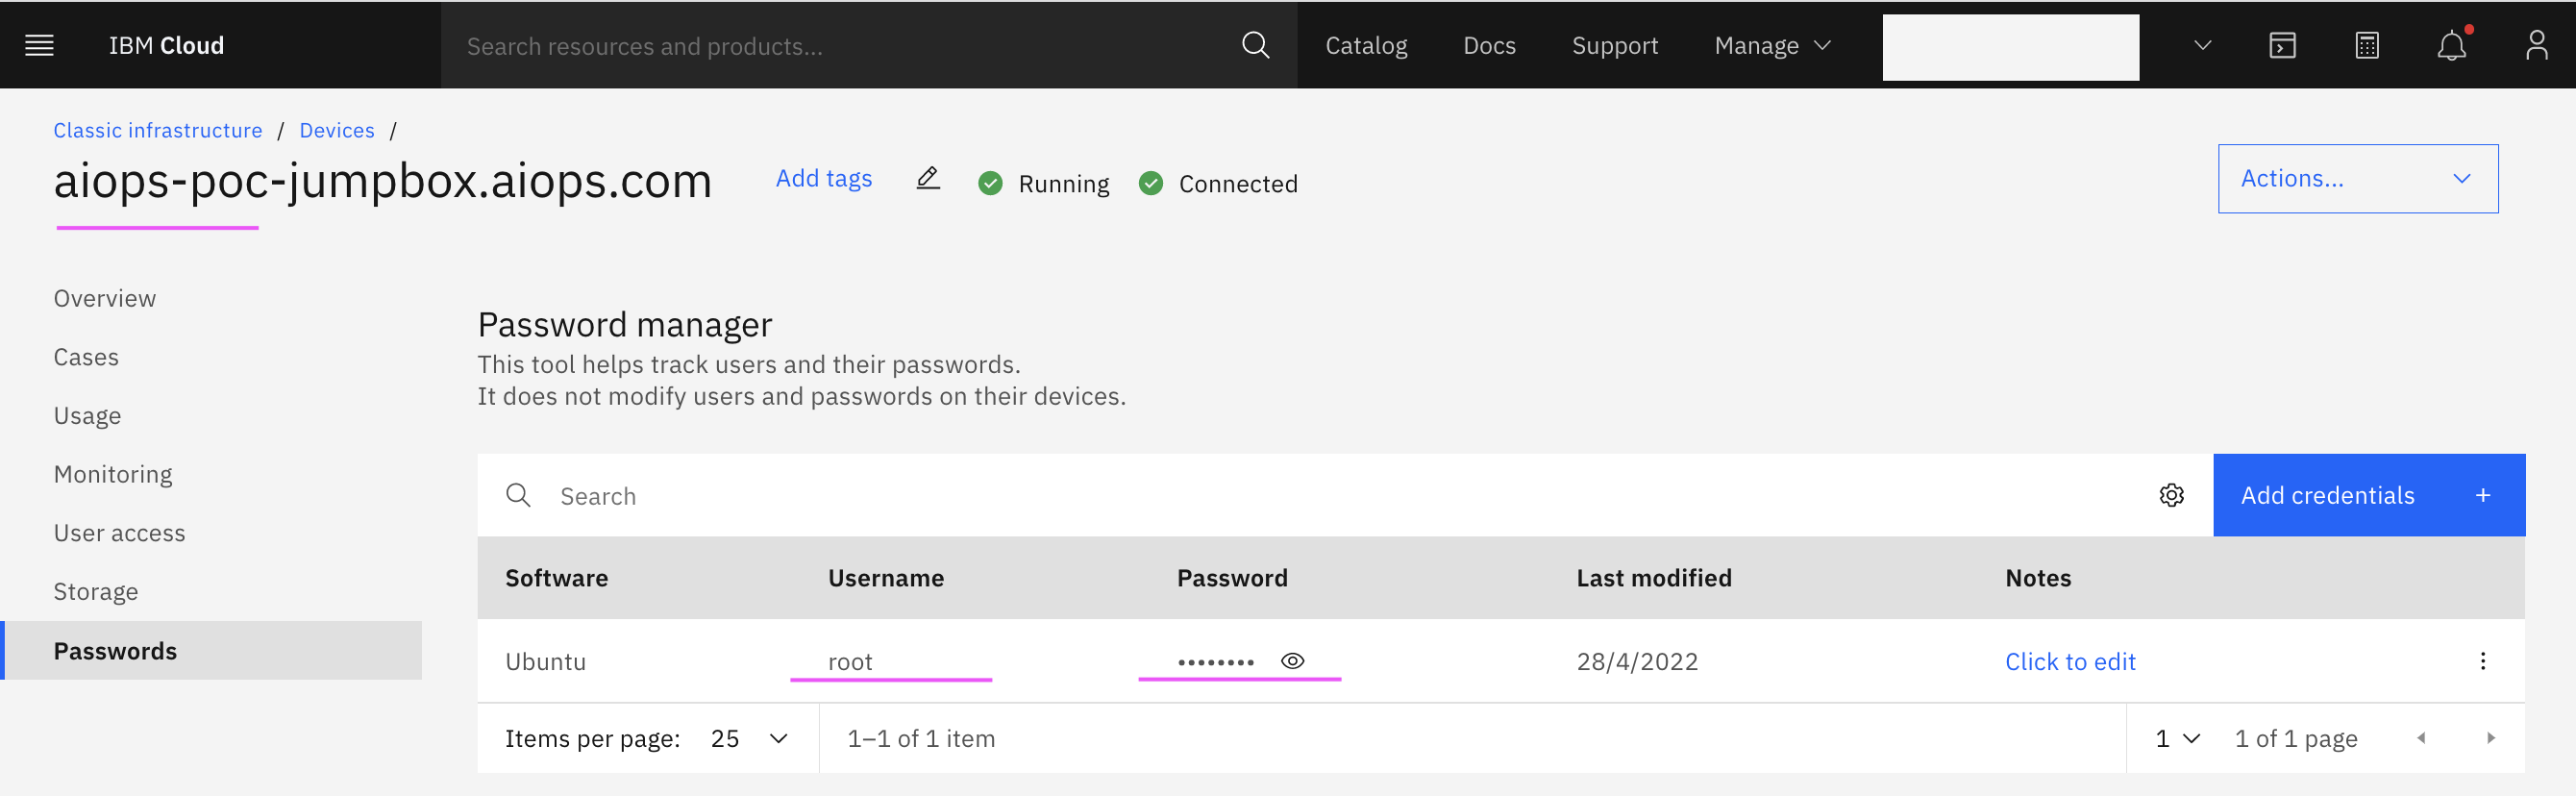 IBM Cloud
Search resources and products...
Catalog
Docs
Support
Manage
Classic infrastructure / Devices /
aiops-poc-jumpbox.aiops.com
Add tags
Running
Connected
Actions...
Overview
Cases
Usage
Monitoring
User access
Storage
Passwords
Password manager
This tool helps track users and their passwords.
It does not modify users and passwords on their devices.
Search
Add credentials +
Software Username Password Last modified Notes
Ubuntu root •••••••• 28/4/2022 Click to edit
Items per page: 25 1–1 of 1 item 1 1 of 1 page